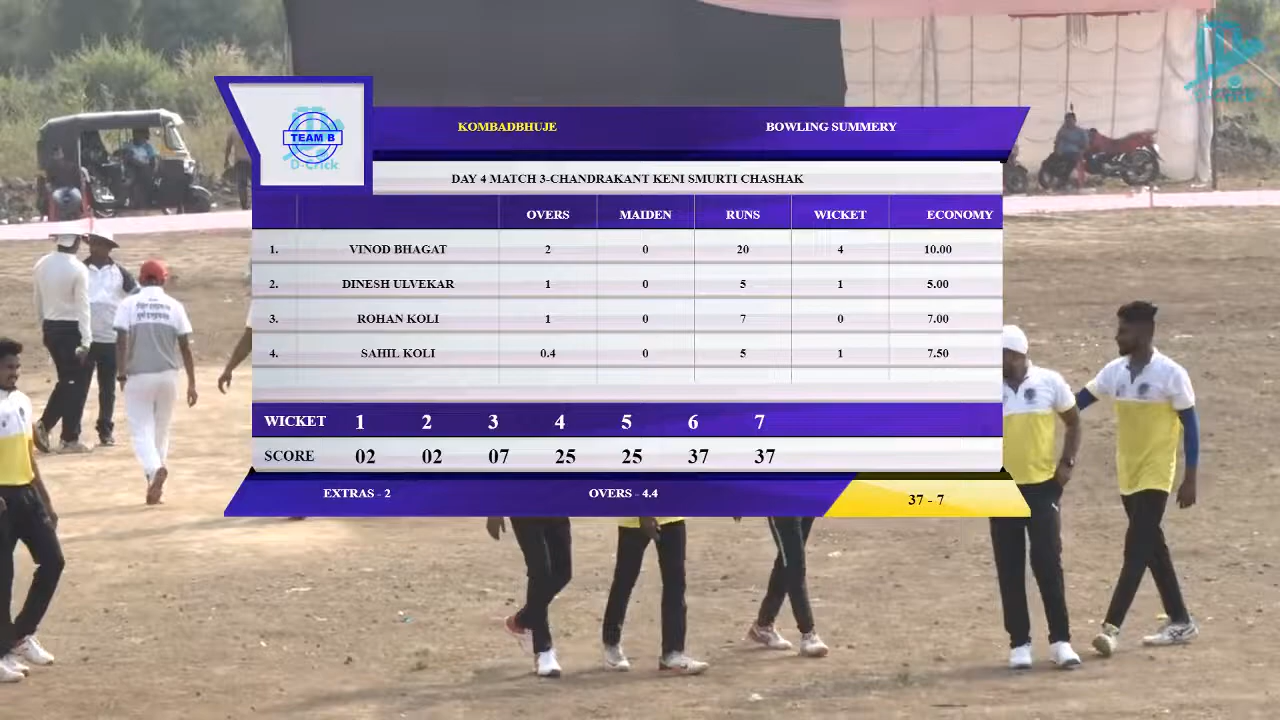 TEAM B
D-Crick
KOMBADBHUJE BOWLING SUMMERY
DAY 4 MATCH 3-CHANDRAKANT KENI SMURTI CHASHAK
OVERS MAIDEN RUNS WICKET ECONOMY
1. VINOD BHAGAT 2 0 20 4 10.00
2. DINESH ULVEKAR 1 0 5 1 5.00
3. ROHAN KOLI 1 0 7 0 7.00
4. SAHIL KOLI 0.4 0 5 1 7.50
WICKET 1 2 3 4 5 6 7
SCORE 02 02 07 25 25 37 37
EXTRAS - 2 OVERS - 4.4 37 - 7